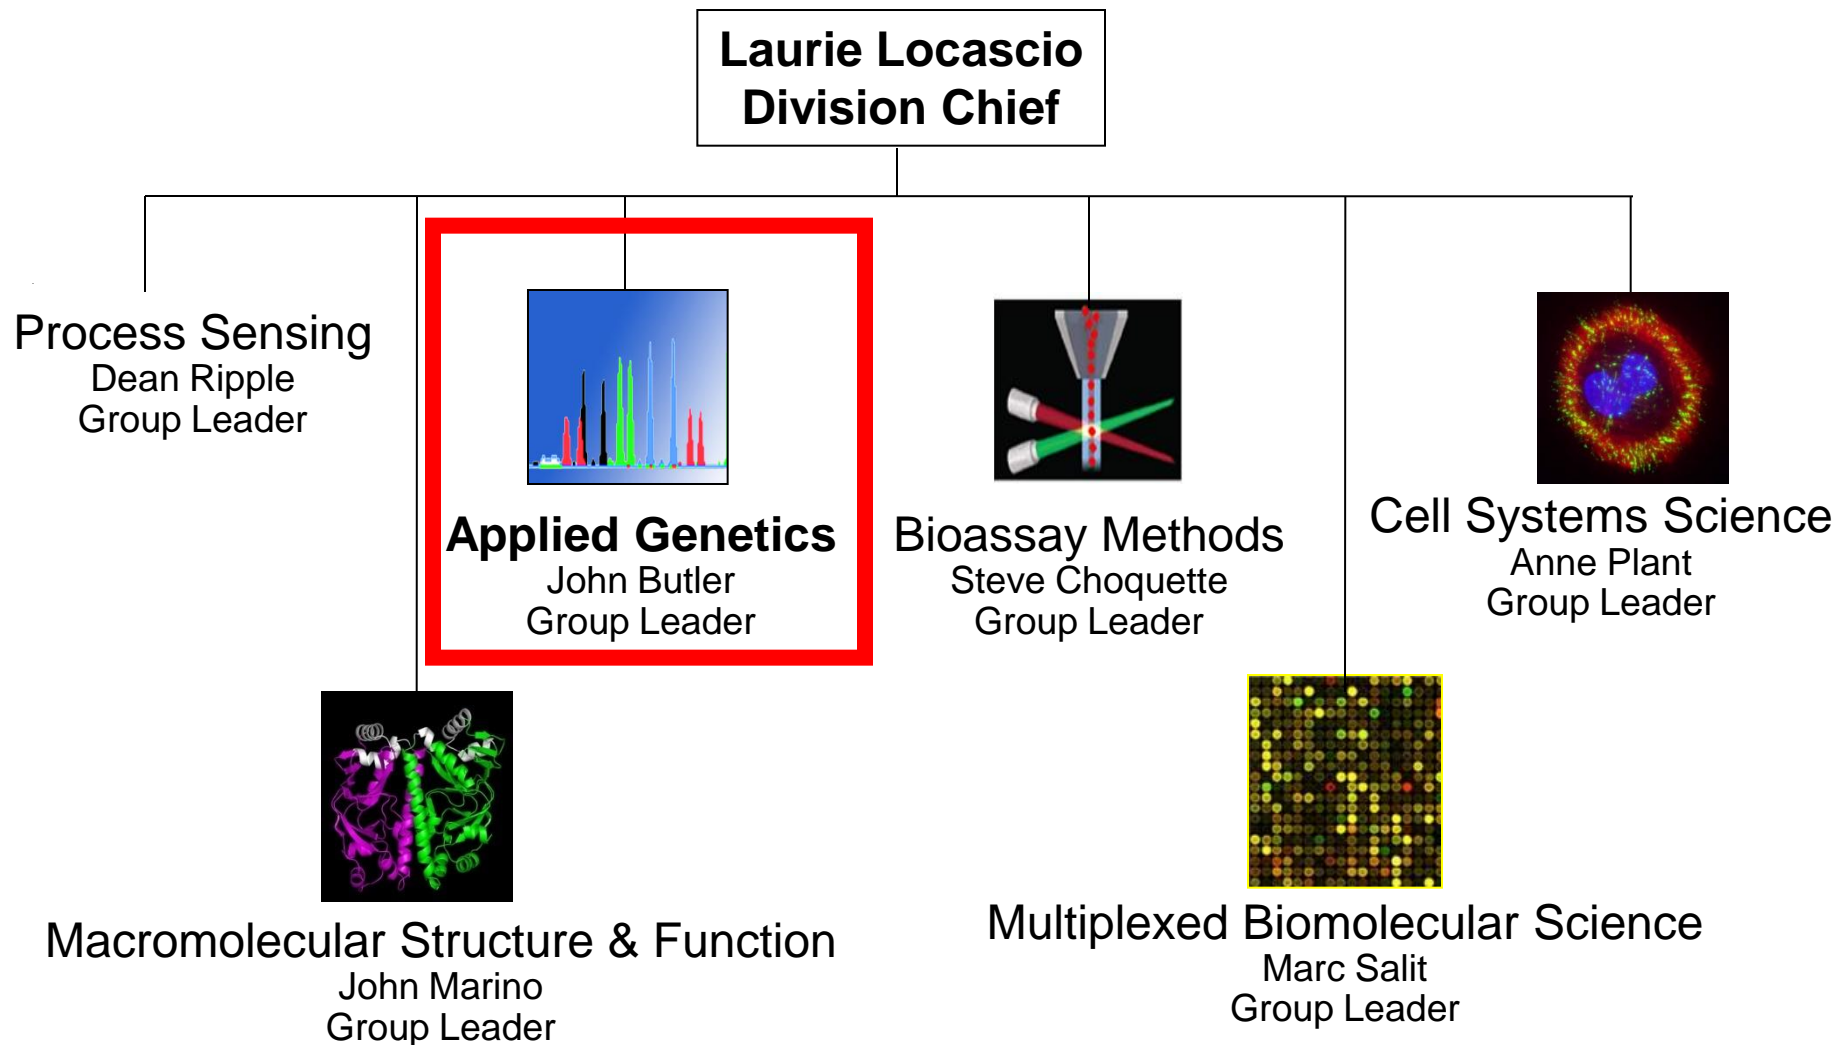 Laurie Locascio
Division Chief
Process Sensing
Dean Ripple
Group Leader
Applied Genetics
John Butler
Group Leader
Bioassay Methods
Steve Choquette
Group Leader
Cell Systems Science
Anne Plant
Group Leader
Macromolecular Structure & Function
John Marino
Group Leader
Multiplexed Biomolecular Science
Marc Salit
Group Leader